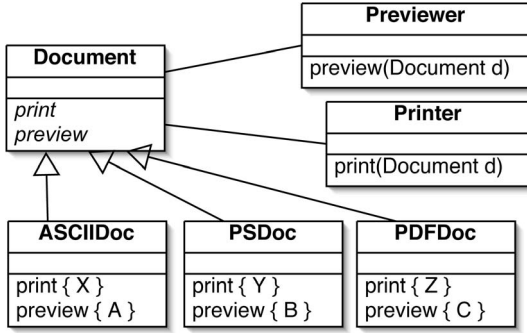 Previewer
preview(Document d)
Document
print
preview
Printer
print(Document d)
ASCIIDoc
print { X }
preview { A }
PSDoc
print { Y }
preview { B }
PDFDoc
print { Z }
preview { C }